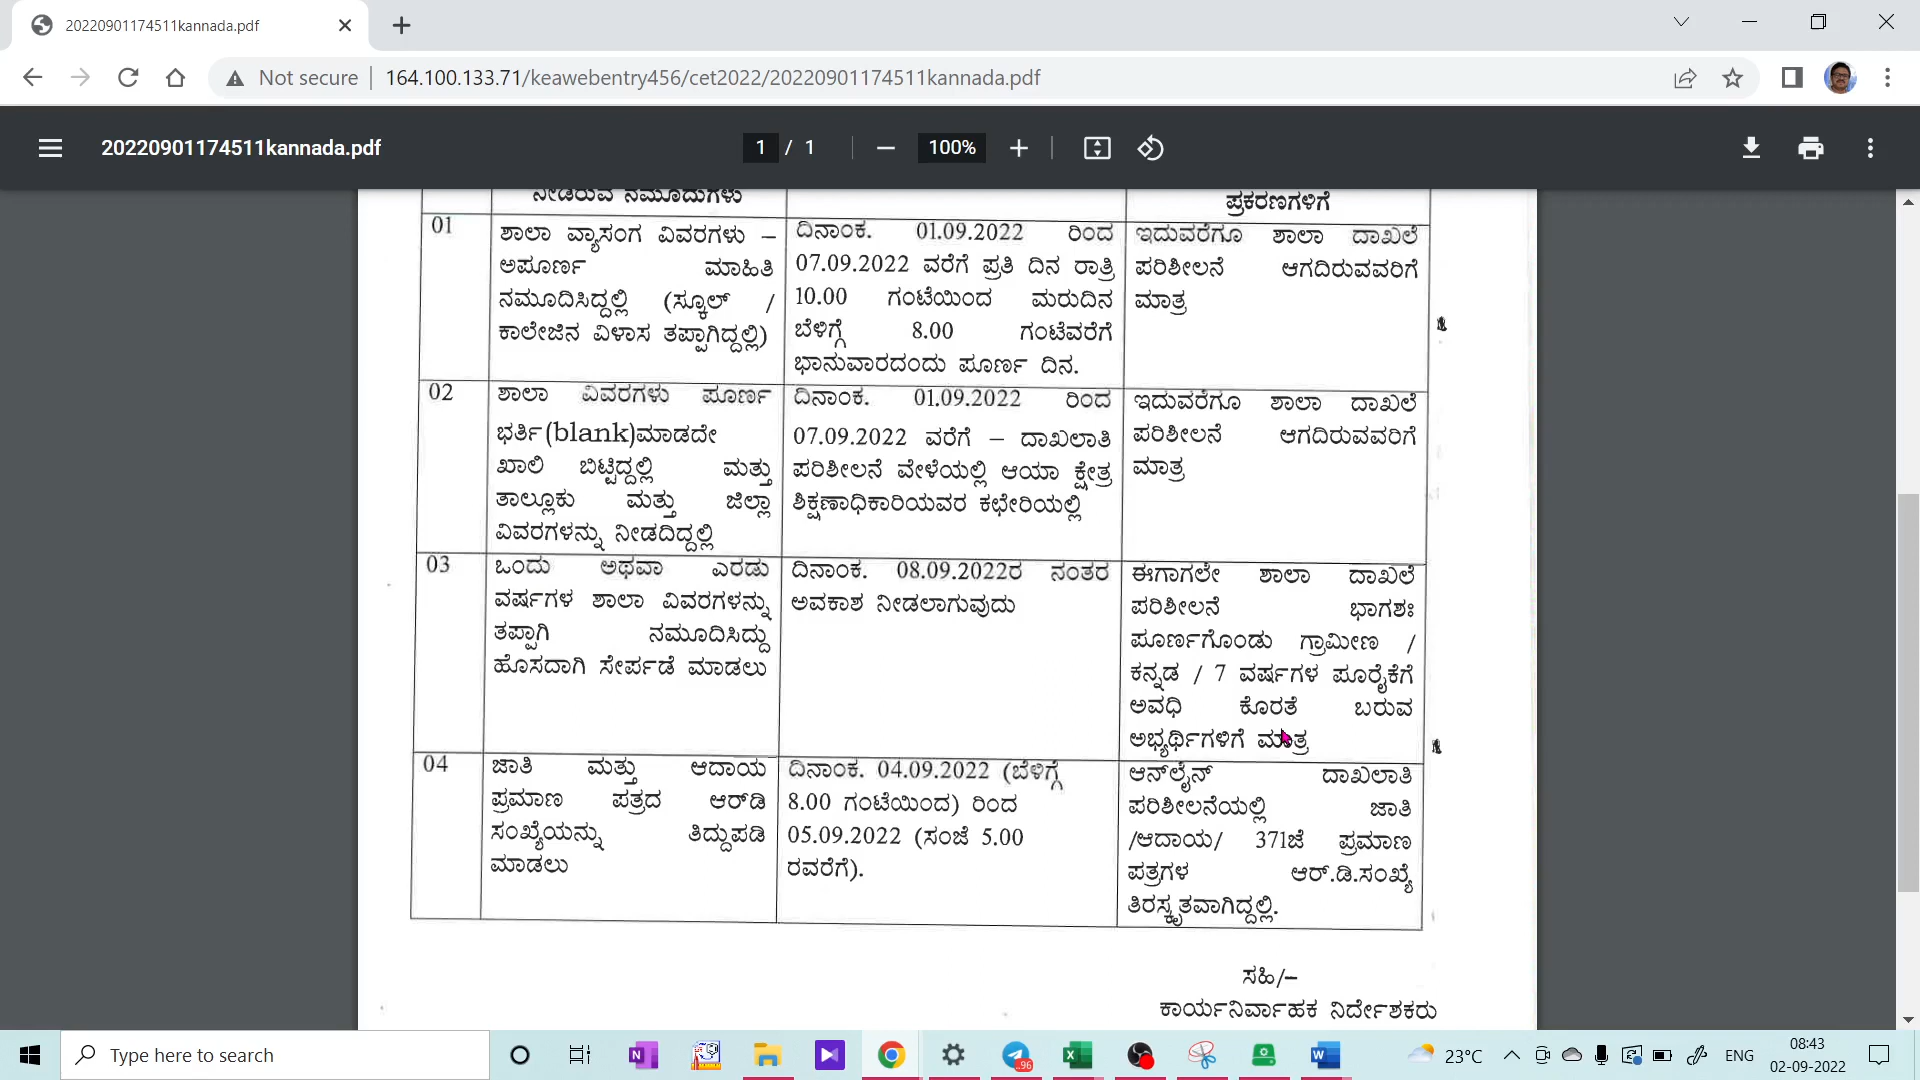 20220901174511kannada.pdf
Not secure
164.100.133.71/keawebentry456/cet2022/20220901174511kannada.pdf
20220901174511kannada.pdf
1 / 1
100%
ನೀಡಿರುವ ನಮೂದುಗಳು
ಪ್ರಕರಣಗಳಿಗೆ
01
ಶಾಲಾ ವ್ಯಾಸಂಗ ವಿವರಗಳು –
ಅಪೂರ್ಣ ಮಾಹಿತಿ
ನಮೂದಿಸಿದ್ದಲ್ಲಿ (ಸ್ಕೂಲ್ /
ಕಾಲೇಜಿನ ವಿಳಾಸ ತಪ್ಪಾಗಿದ್ದಲ್ಲಿ)
ದಿನಾಂಕ. 01.09.2022 ರಿಂದ
07.09.2022 ವರೆಗೆ ಪ್ರತಿ ದಿನ ರಾತ್ರಿ
10.00 ಗಂಟೆಯಿಂದ ಮರುದಿನ
ಬೆಳಿಗ್ಗೆ 8.00 ಗಂಟೆವರೆಗೆ
ಭಾನುವಾರದಂದು ಪೂರ್ಣ ದಿನ.
ಇದುವರೆಗೂ ಶಾಲಾ ದಾಖಲೆ
ಪರಿಶೀಲನೆ ಆಗದಿರುವವರಿಗೆ
ಮಾತ್ರ
02
ಶಾಲಾ ವಿವರಗಳು ಪೂರ್ಣ
ಭರ್ತಿ(blank)ಮಾಡದೇ
ಖಾಲಿ ಬಿಟ್ಟಿದ್ದಲ್ಲಿ ಮತ್ತು
ತಾಲ್ಲೂಕು ಮತ್ತು ಜಿಲ್ಲಾ
ವಿವರಗಳನ್ನು ನೀಡದಿದ್ದಲ್ಲಿ
ದಿನಾಂಕ. 01.09.2022 ರಿಂದ
07.09.2022 ವರೆಗೆ – ದಾಖಲಾತಿ
ಪರಿಶೀಲನೆ ವೇಳೆಯಲ್ಲಿ ಆಯಾ ಕ್ಷೇತ್ರ
ಶಿಕ್ಷಣಾಧಿಕಾರಿಯವರ ಕಛೇರಿಯಲ್ಲಿ
ಇದುವರೆಗೂ ಶಾಲಾ ದಾಖಲೆ
ಪರಿಶೀಲನೆ ಆಗದಿರುವವರಿಗೆ
ಮಾತ್ರ
03
ಒಂದು ಅಥವಾ ಎರಡು
ವರ್ಷಗಳ ಶಾಲಾ ವಿವರಗಳನ್ನು
ತಪ್ಪಾಗಿ ನಮೂದಿಸಿದ್ದು
ಹೊಸದಾಗಿ ಸೇರ್ಪಡೆ ಮಾಡಲು
ದಿನಾಂಕ. 08.09.2022ರ ನಂತರ
ಅವಕಾಶ ನೀಡಲಾಗುವುದು
ಈಗಾಗಲೇ ಶಾಲಾ ದಾಖಲೆ
ಪರಿಶೀಲನೆ ಭಾಗಶಃ
ಪೂರ್ಣಗೊಂಡು ಗ್ರಾಮೀಣ /
ಕನ್ನಡ / 7 ವರ್ಷಗಳ ಪೂರೈಕೆಗೆ
ಅವಧಿ ಕೊರತೆ ಬರುವ
ಅಭ್ಯರ್ಥಿಗಳಿಗೆ ಮಾತ್ರ
04
ಜಾತಿ ಮತ್ತು ಆದಾಯ
ಪ್ರಮಾಣ ಪತ್ರದ ಆರ್‌ಡಿ
ಸಂಖ್ಯೆಯನ್ನು ತಿದ್ದುಪಡಿ
ಮಾಡಲು
ದಿನಾಂಕ. 04.09.2022 (ಬೆಳಿಗ್ಗೆ
8.00 ಗಂಟೆಯಿಂದ) ರಿಂದ
05.09.2022 (ಸಂಜೆ 5.00
ರವರೆಗೆ).
ಆನ್‌ಲೈನ್ ದಾಖಲಾತಿ
ಪರಿಶೀಲನೆಯಲ್ಲಿ ಜಾತಿ
/ಆದಾಯ/ 371ಜೆ ಪ್ರಮಾಣ
ಪತ್ರಗಳ ಆರ್.ಡಿ.ಸಂಖ್ಯೆ
ತಿರಸ್ಕೃತವಾಗಿದ್ದಲ್ಲಿ.
ಸಹಿ/–
ಕಾರ್ಯನಿರ್ವಾಹಕ ನಿರ್ದೇಶಕರು
Type here to search
96
23°C
ENG
08:43
02-09-2022